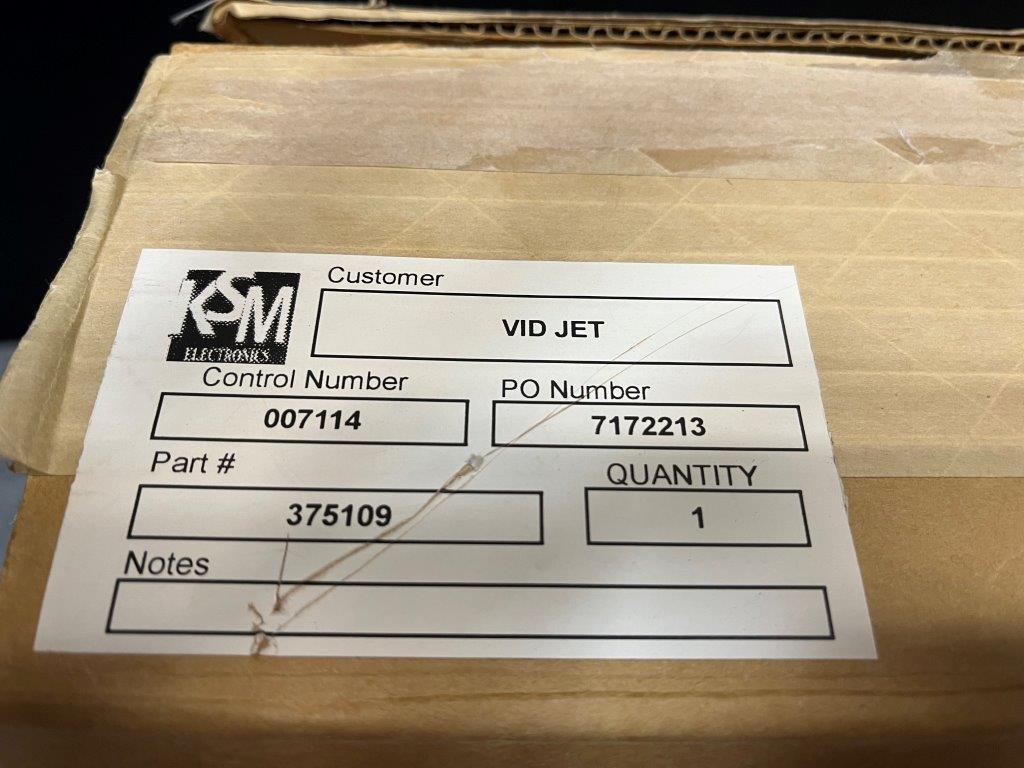 KSM
ELECTRONICS
Customer
VID JET
Control Number
PO Number
007114
7172213
Part #
QUANTITY
375109
1
Notes